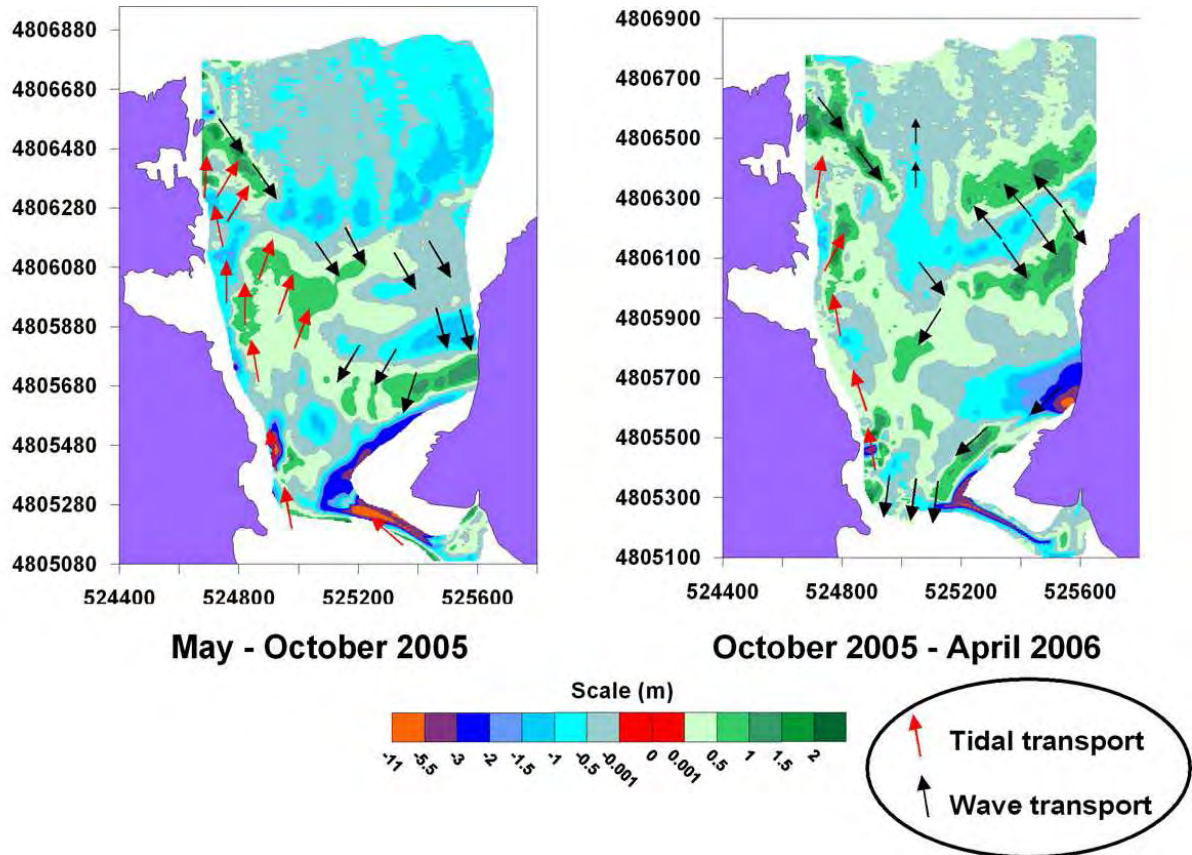 4806880
4806680
4806480
4806280
4806080
4805880
4805680
4805480
4805280
4805080
524400 524800 525200 525600
May - October 2005
4806900
4806700
4806500
4806300
4806100
4805900
4805700
4805500
4805300
4805100
524400 524800 525200 525600
October 2005 - April 2006
Scale (m)
-11 -5.5 -3 -2 -1.5 -1 -0.5 -0.001 0 0.001 0.5 1 1.5 2
Tidal transport
Wave transport